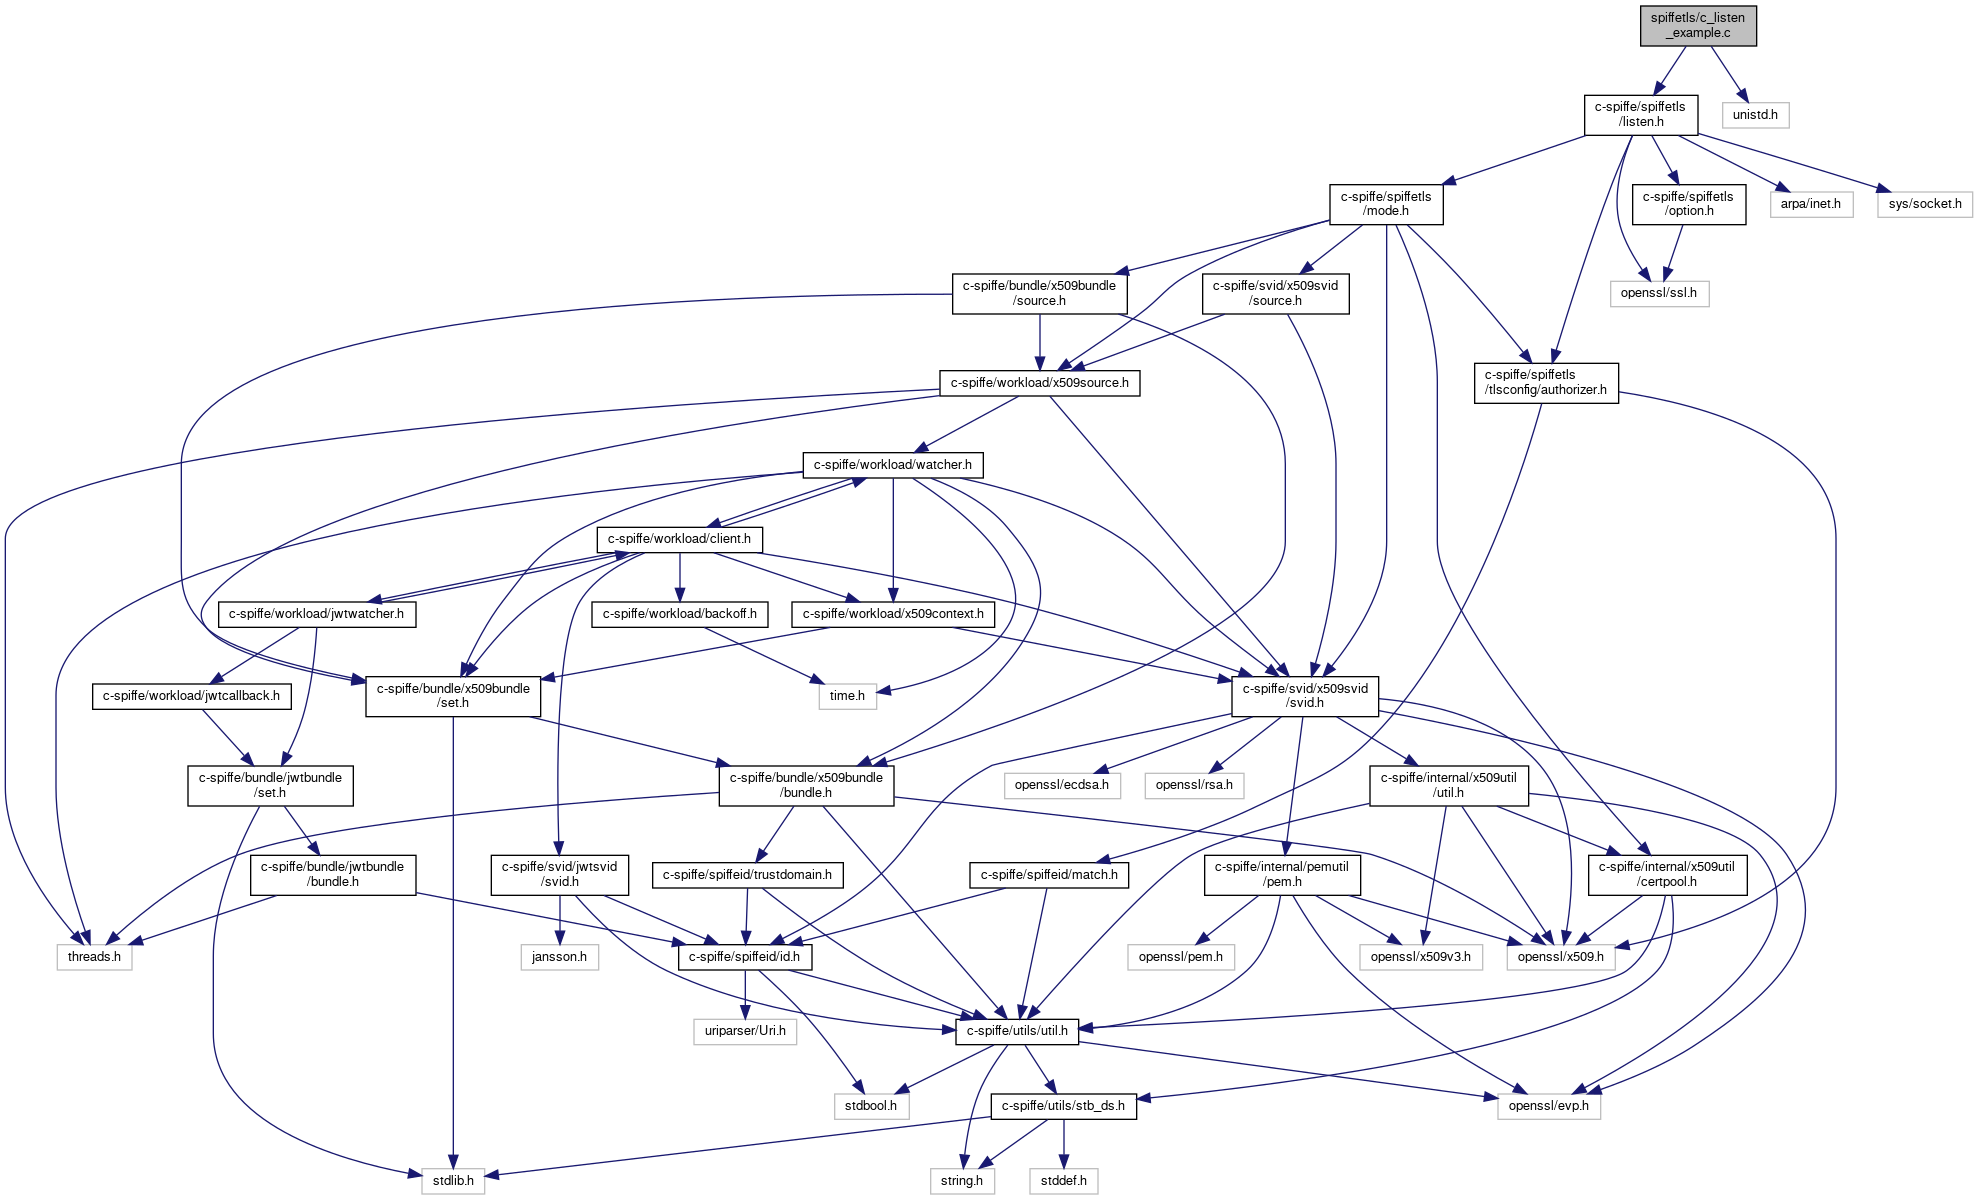 spiffetls/c_listen
_example.c
c-spiffe/spiffetls
/listen.h
unistd.h
c-spiffe/spiffetls
/mode.h
c-spiffe/spiffetls
/option.h
arpa/inet.h
sys/socket.h
c-spiffe/bundle/x509bundle
/source.h
c-spiffe/svid/x509svid
/source.h
openssl/ssl.h
c-spiffe/workload/x509source.h
c-spiffe/spiffetls
/tlsconfig/authorizer.h
c-spiffe/workload/watcher.h
c-spiffe/workload/client.h
c-spiffe/workload/jwtwatcher.h
c-spiffe/workload/backoff.h
c-spiffe/workload/x509context.h
c-spiffe/workload/jwtcallback.h
c-spiffe/bundle/x509bundle
/set.h
time.h
c-spiffe/svid/x509svid
/svid.h
c-spiffe/bundle/jwtbundle
/set.h
c-spiffe/bundle/x509bundle
/bundle.h
openssl/ecdsa.h
openssl/rsa.h
c-spiffe/internal/x509util
/util.h
c-spiffe/bundle/jwtbundle
/bundle.h
c-spiffe/svid/jwtsvid
/svid.h
c-spiffe/spiffeid/trustdomain.h
c-spiffe/spiffeid/match.h
c-spiffe/internal/pemutil
/pem.h
c-spiffe/internal/x509util
/certpool.h
threads.h
jansson.h
c-spiffe/spiffeid/id.h
openssl/pem.h
openssl/x509v3.h
openssl/x509.h
uriparser/Uri.h
c-spiffe/utils/util.h
stdbool.h
c-spiffe/utils/stb_ds.h
openssl/evp.h
stdlib.h
string.h
stddef.h